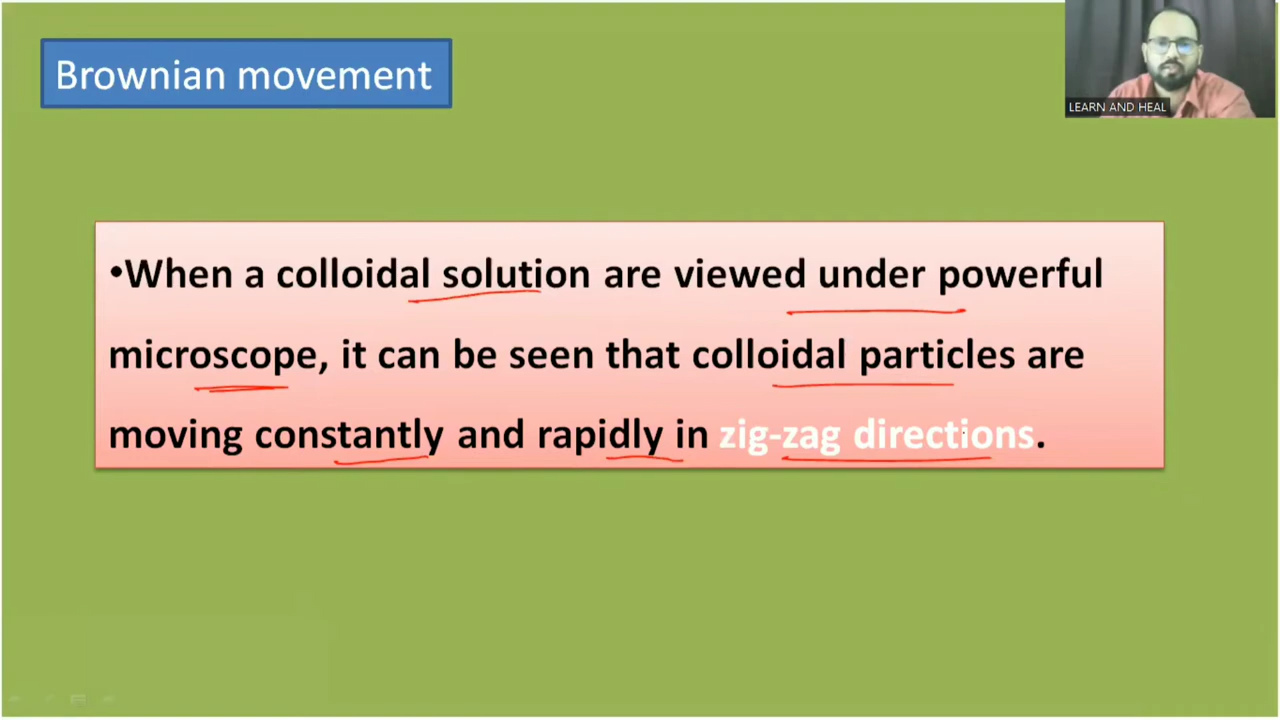 Brownian movement
LEARN AND HEAL
•When a colloidal solution are viewed under powerful
microscope, it can be seen that colloidal particles are
moving constantly and rapidly in zig-zag directions.